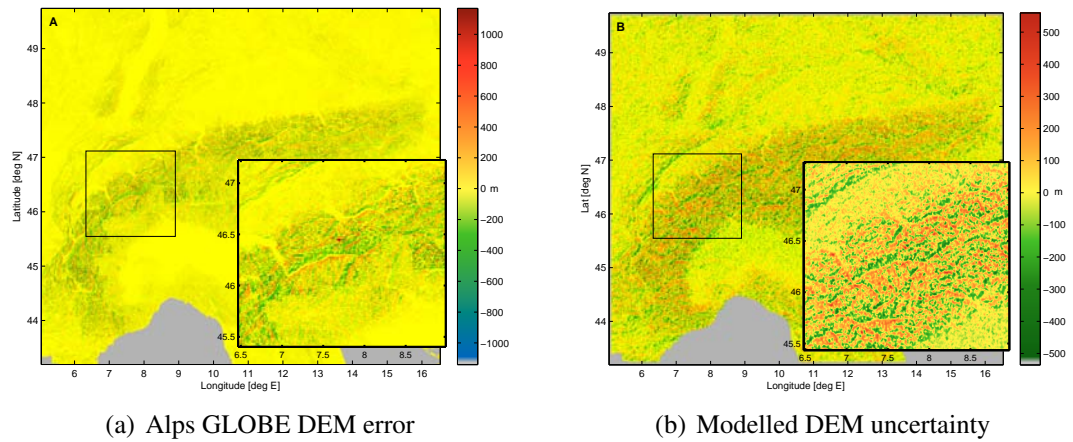 A
49
48
47
46
45
44
Latitude [deg N]
6 7 8 9 10 11 12 13 14 15 16
Longitude [deg E]
47
46.5
46
45.5
6.5 7 7.5 8 8.5
1000
800
600
400
200
0 m
-200
-400
-600
-800
-1000
B
49
48
47
46
45
44
Lat [deg N]
6 7 8 9 10 11 12 13 14 15 16
Longitude [deg E]
47
46.5
46
45.5
6.5 7 7.5 8 8.5
500
400
300
200
100
0 m
-100
-200
-300
-400
-500
(a) Alps GLOBE DEM error
(b) Modelled DEM uncertainty